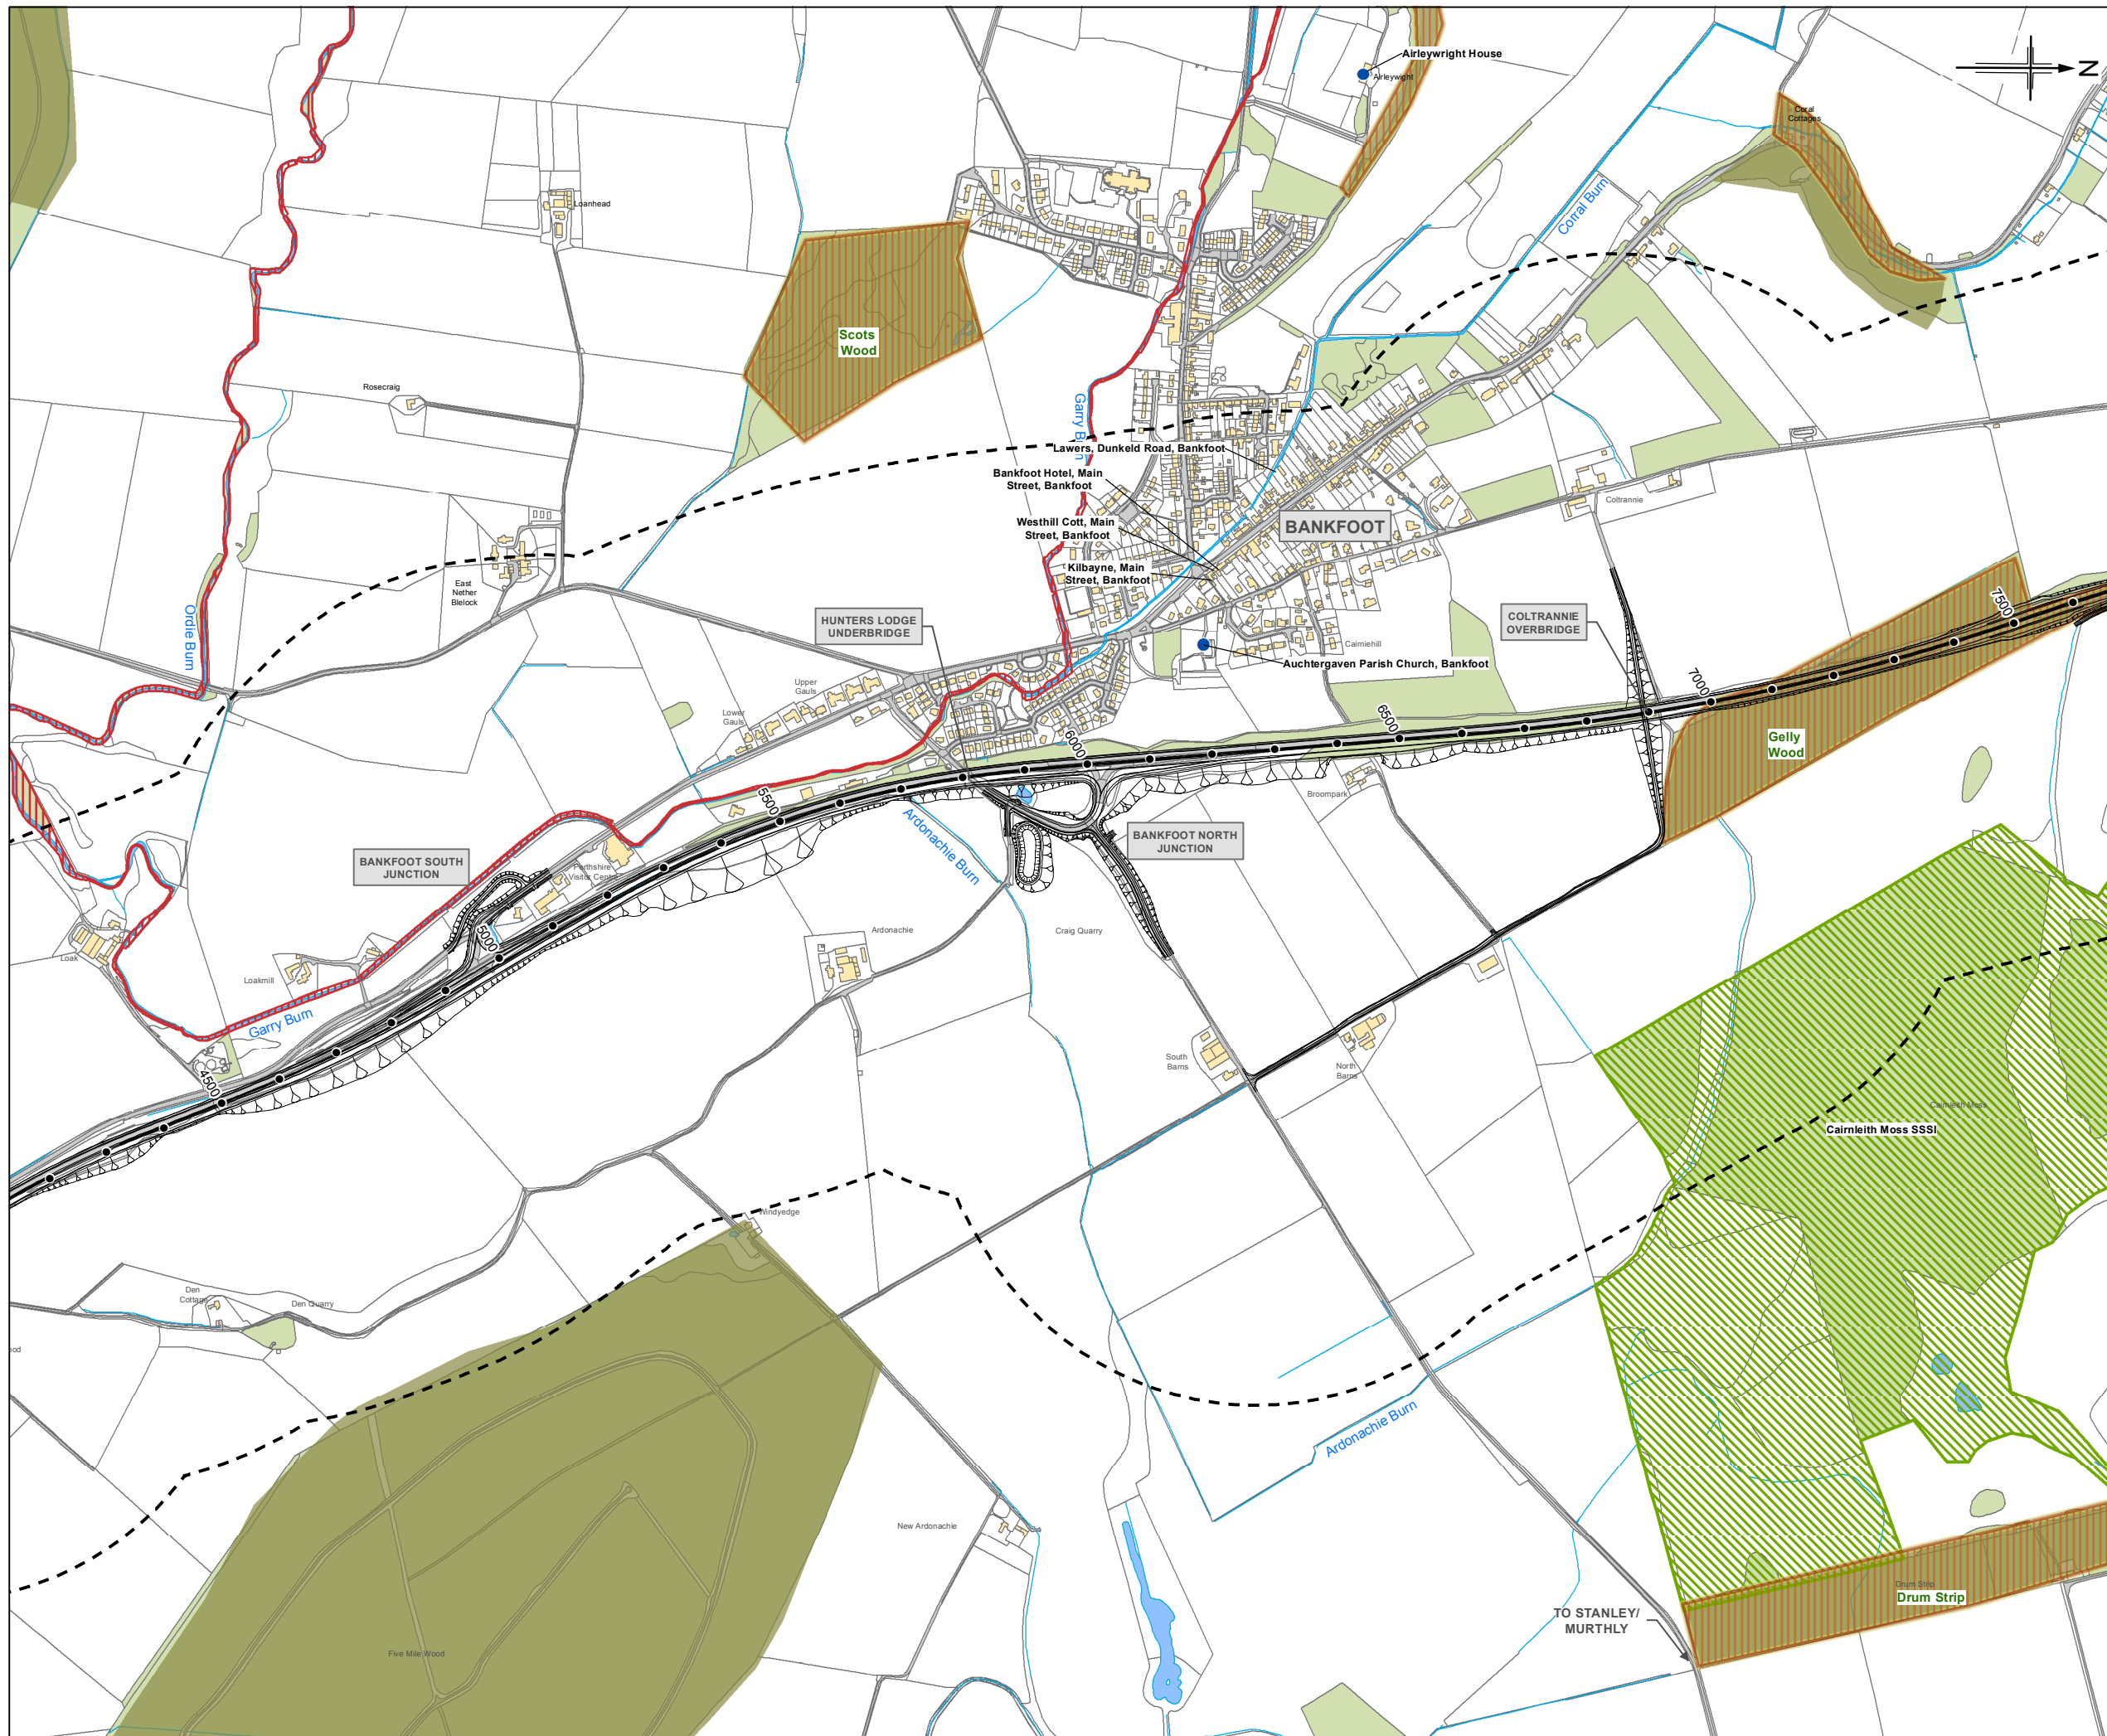 Airleywright House
Airleywright
N
Coral
Cottages
Corral Burn
Loanhead
Scots
Wood
Rosecraig
Garry Burn
Lawers, Dunkeld Road, Bankfoot
Bankfoot Hotel, Main
Street, Bankfoot
Westhill Cott, Main
Street, Bankfoot
Kilbayne, Main
Street, Bankfoot
BANKFOOT
Coltrannie
East
Nether
Blelock
Ordie Burn
HUNTERS LODGE
UNDERBRIDGE
COLTRANNIE
OVERBRIDGE
7500
Cairniehill
Auchtergaven Parish Church, Bankfoot
Upper
Gauls
Lower
Gauls
7000
6500
6000
Gelly
Wood
5500
Broompark
Ardonachie Burn
BANKFOOT NORTH
JUNCTION
BANKFOOT SOUTH
JUNCTION
Perthshire
Visitor Centre
5000
Ardonachie
Craig Quarry
Loak
Loakmill
Garry Burn
4500
South
Barns
North
Barns
Cairnleith Moss
Cairnleith Moss SSSI
Windyedge
Den
Cottage
Den Quarry
ood
Ardonachie Burn
New Ardonachie
Drum Strip
Drum Strip
TO STANLEY/
MURTHLY
Five Mile Wood